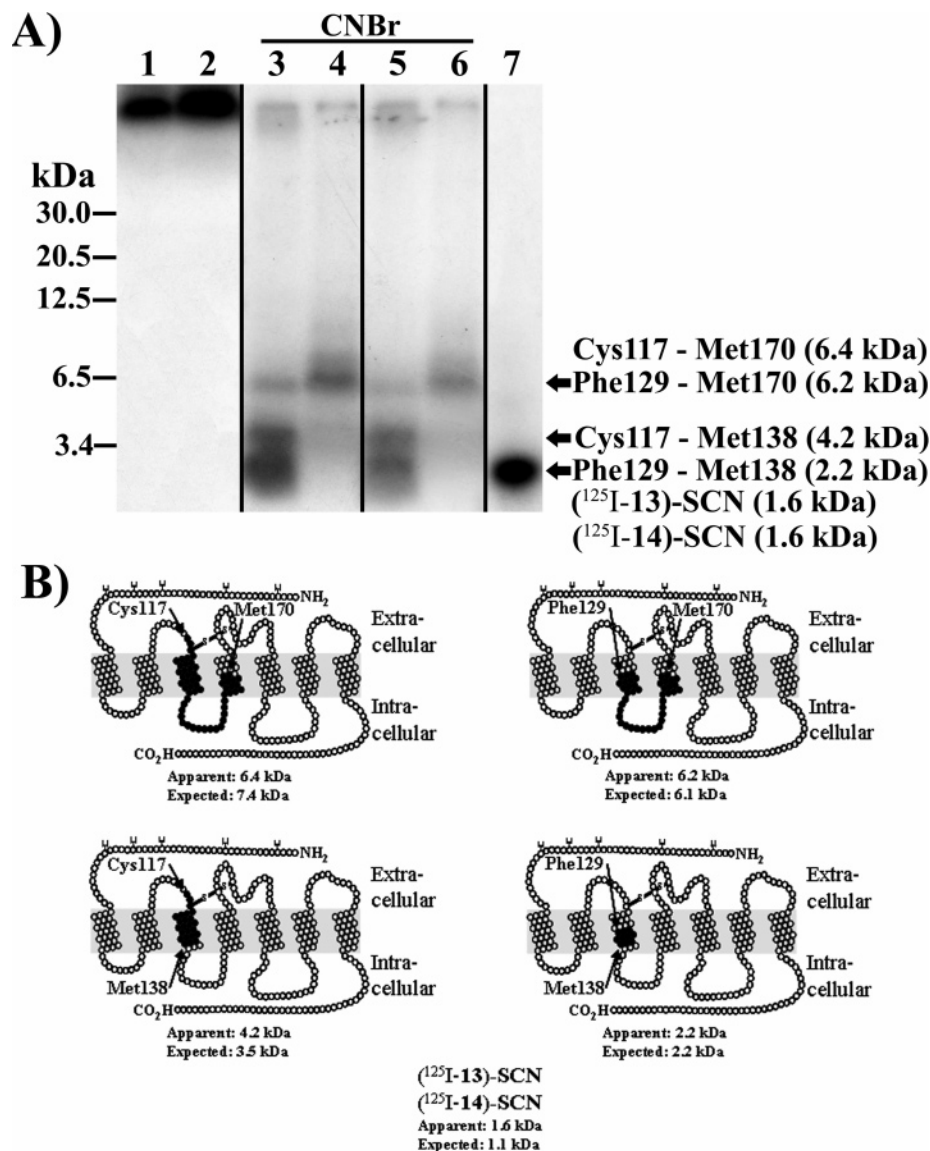 A)
CNBr
1 2 3 4 5 6 7
kDa
30.0
20.5
12.5
6.5
3.4
Cys117 - Met170 (6.4 kDa)
Phe129 - Met170 (6.2 kDa)
Cys117 - Met138 (4.2 kDa)
Phe129 - Met138 (2.2 kDa)
(¹²⁵I-13)-SCN (1.6 kDa)
(¹²⁵I-14)-SCN (1.6 kDa)
B)
Cys117
Met170
NH₂
S
S
Extra-
cellular
Intra-
cellular
CO₂H
Apparent: 6.4 kDa
Expected: 7.4 kDa
Phe129
Met170
NH₂
S
S
Extra-
cellular
Intra-
cellular
CO₂H
Apparent: 6.2 kDa
Expected: 6.1 kDa
Cys117
NH₂
S
S
Extra-
cellular
Intra-
cellular
Met138
CO₂H
Apparent: 4.2 kDa
Expected: 3.5 kDa
Phe129
NH₂
S
S
Extra-
cellular
Intra-
cellular
Met138
CO₂H
Apparent: 2.2 kDa
Expected: 2.2 kDa
(¹²⁵I-13)-SCN
(¹²⁵I-14)-SCN
Apparent: 1.6 kDa
Expected: 1.1 kDa